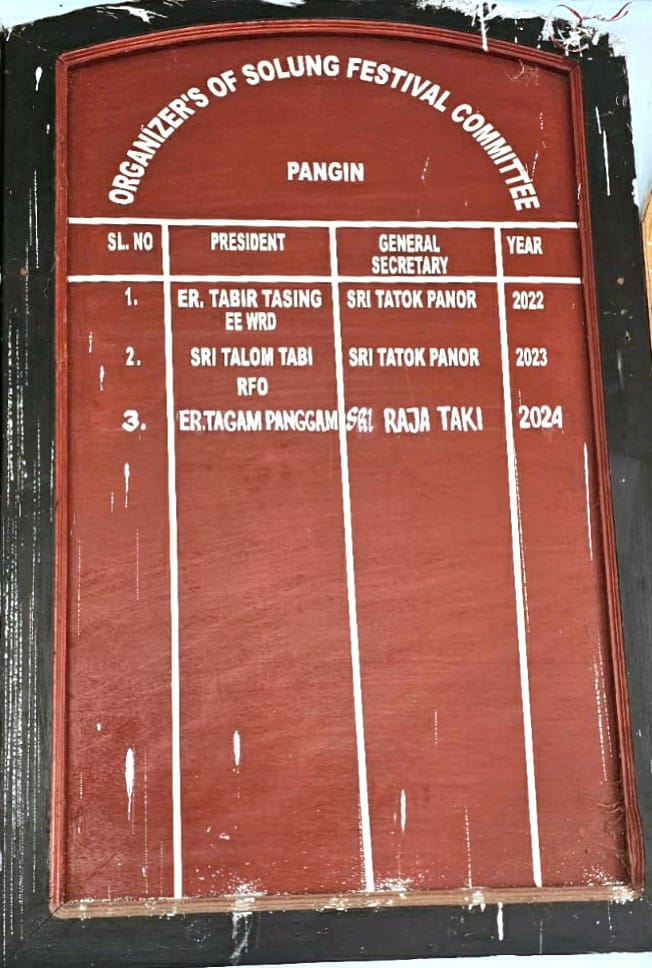 ORGANIZER'S OF SOLUNG FESTIVAL COMMITTEE
PANGIN
SL. NO PRESIDENT GENERAL SECRETARY YEAR
1. ER. TABIR TASING SRI TATOK PANOR 2022
EE WRD
2. SRI TALOM TABI SRI TATOK PANOR 2023
RFO
3. ER.TAGAM PANGGAM SRI RAJA TAKI 2024